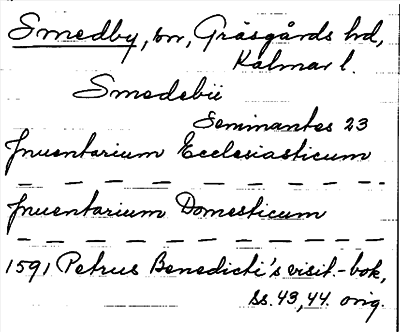 Smedby, sn, Gräsgårds hd,
Kalmar l.
Smedebii
Seminantes 23
Inventarium Ecclesiasticum
— — — — — — — — — —
Inventarium Domesticum
— — — — — — — — — —
1591 Petrus Benedicti's visit.-bok,
ss. 43, 44. orig.